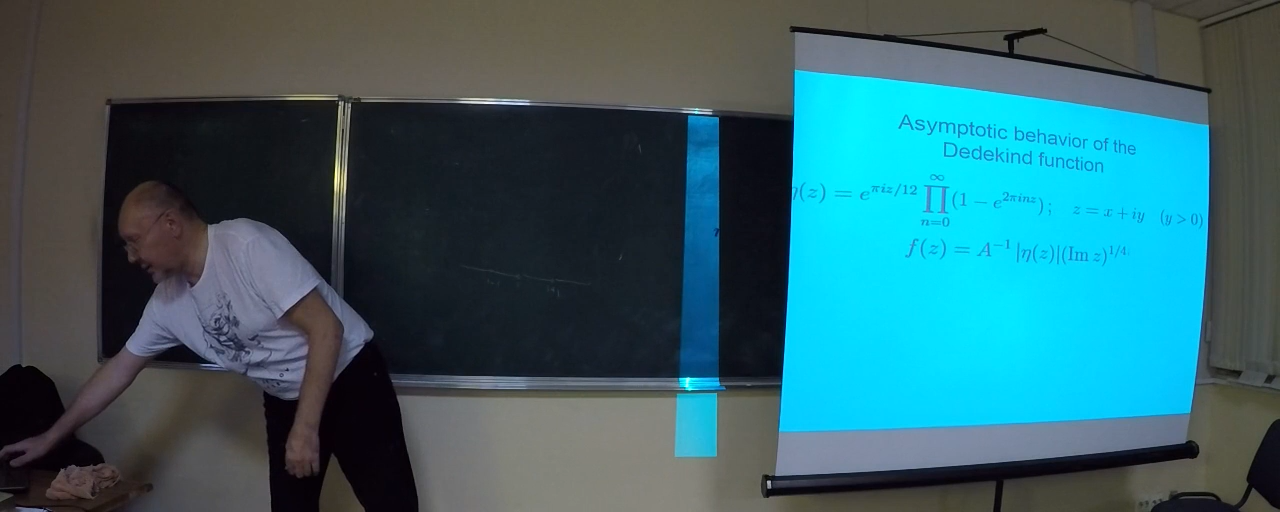 Asymptotic behavior of the
Dedekind function
η(z) = e^{πiz/12} ∏_{n=0}^{∞} (1 − e^{2πinz}) ; z = x + iy (y > 0)
f(z) = A^{−1} |η(z)|(Im z)^{1/4}